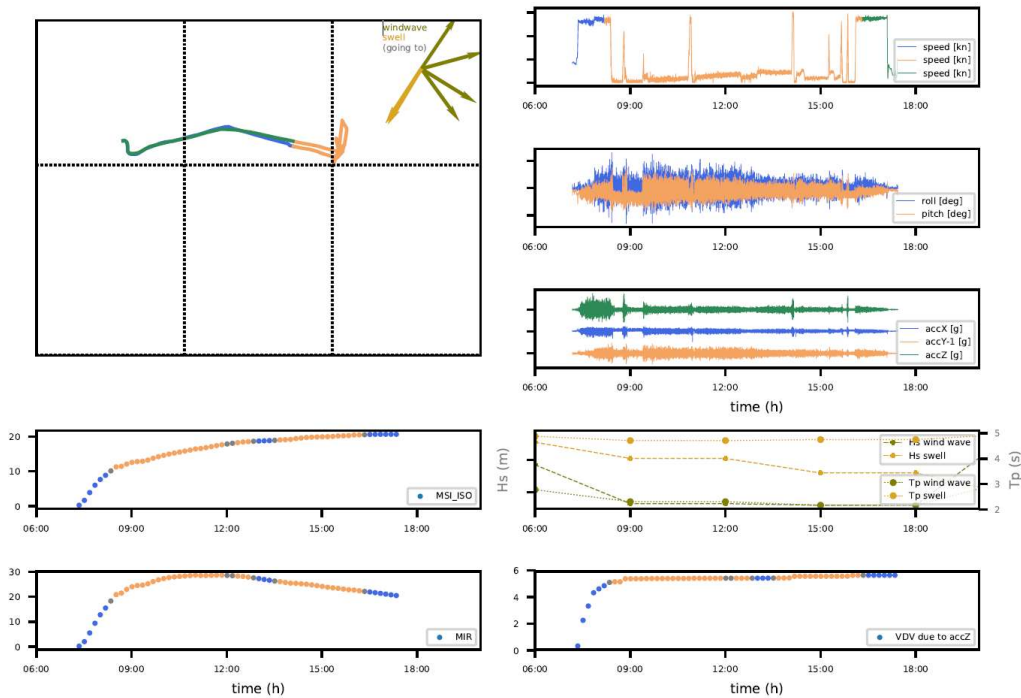 windwave
swell
(going to)
speed [kn]
speed [kn]
speed [kn]
06:00 09:00 12:00 15:00 18:00
roll [deg]
pitch [deg]
06:00 09:00 12:00 15:00 18:00
accX [g]
accY-1 [g]
accZ [g]
06:00 09:00 12:00 15:00 18:00
time (h)
20
10
0
MSI_ISO
06:00 09:00 12:00 15:00 18:00
Hs (m)
Hs wind wave
Hs swell
Tp wind wave
Tp swell
5
4
3
2
Tp (s)
06:00 09:00 12:00 15:00 18:00
30
20
10
0
MIR
06:00 09:00 12:00 15:00 18:00
time (h)
6
4
2
0
VDV due to accZ
06:00 09:00 12:00 15:00 18:00
time (h)